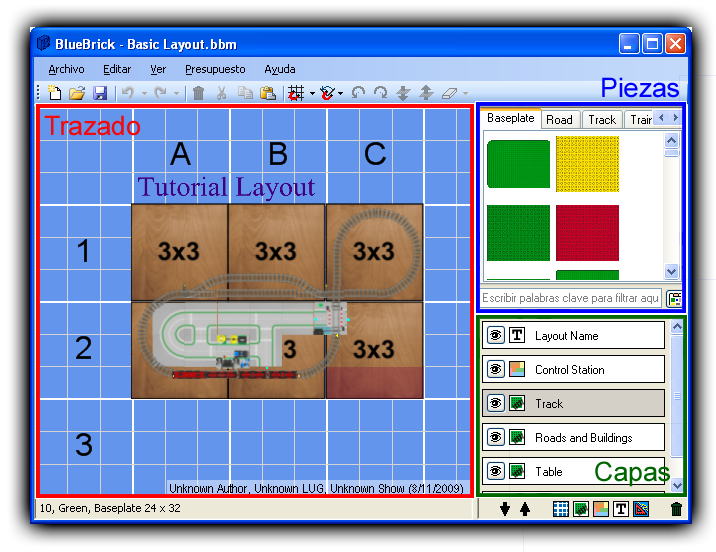 BlueBrick - Basic Layout.bbm
Archivo Editar Ver Presupuesto Ayuda
Piezas
Trazado
A B C
Tutorial Layout
1 3x3 3x3 3x3
2 3 3x3
3
Unknown Author, Unknown LUG, Unknown Show (8/11/2009)
Baseplate Road Track Trair
Escribir palabras clave para filtrar aqu
T Layout Name
Control Station
Track
Roads and Buildings
Table
Capas
10, Green, Baseplate 24 x 32
T